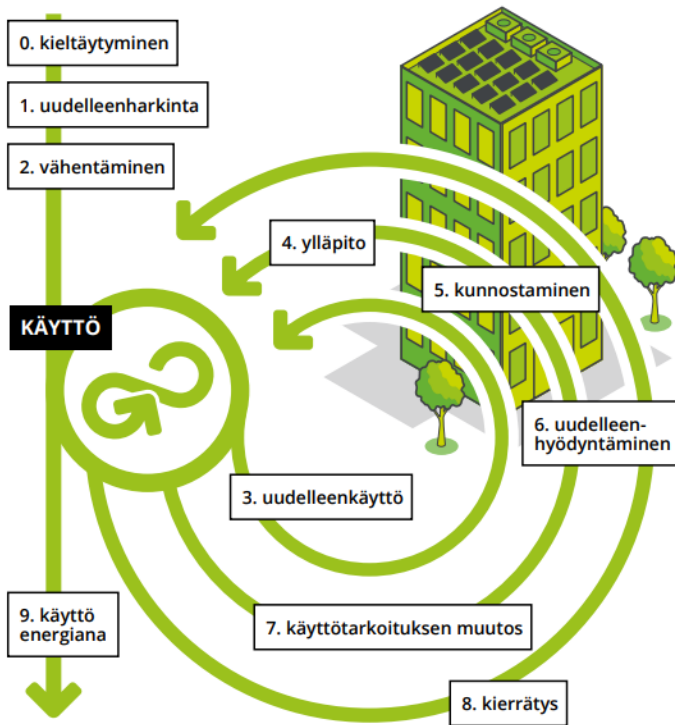 0. kieltäytyminen
1. uudelleenharkinta
2. vähentäminen
4. ylläpito
5. kunnostaminen
KÄYTTÖ
6. uudelleen-
hyödyntäminen
3. uudelleenkäyttö
9. käyttö
energiana
7. käyttötarkoituksen muutos
8. kierrätys